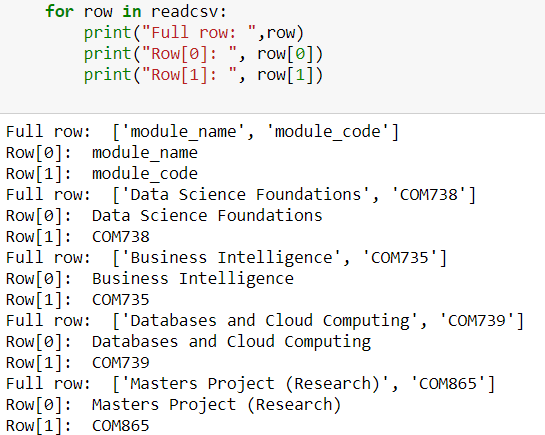 for row in readcsv:
print("Full row: ",row)
print("Row[0]: ", row[0])
print("Row[1]: ", row[1])
Full row:  ['module_name', 'module_code']
Row[0]:  module_name
Row[1]:  module_code
Full row:  ['Data Science Foundations', 'COM738']
Row[0]:  Data Science Foundations
Row[1]:  COM738
Full row:  ['Business Intelligence', 'COM735']
Row[0]:  Business Intelligence
Row[1]:  COM735
Full row:  ['Databases and Cloud Computing', 'COM739']
Row[0]:  Databases and Cloud Computing
Row[1]:  COM739
Full row:  ['Masters Project (Research)', 'COM865']
Row[0]:  Masters Project (Research)
Row[1]:  COM865